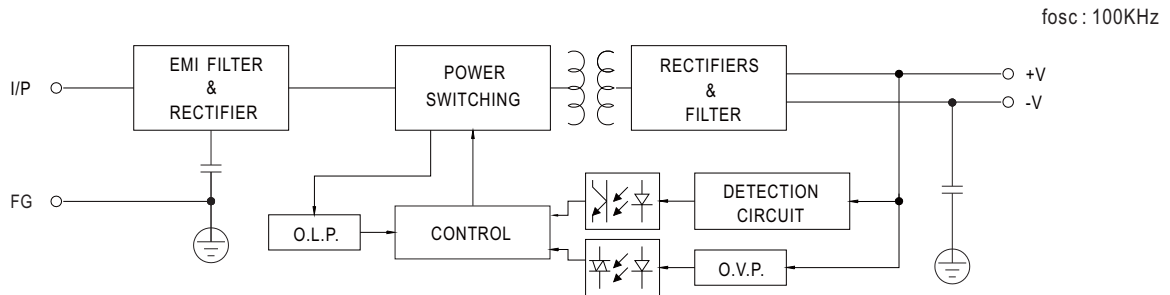 fosc : 100KHz
I/P
EMI FILTER
&
RECTIFIER
POWER
SWITCHING
RECTIFIERS
&
FILTER
+V
-V
FG
O.L.P.
CONTROL
DETECTION
CIRCUIT
O.V.P.